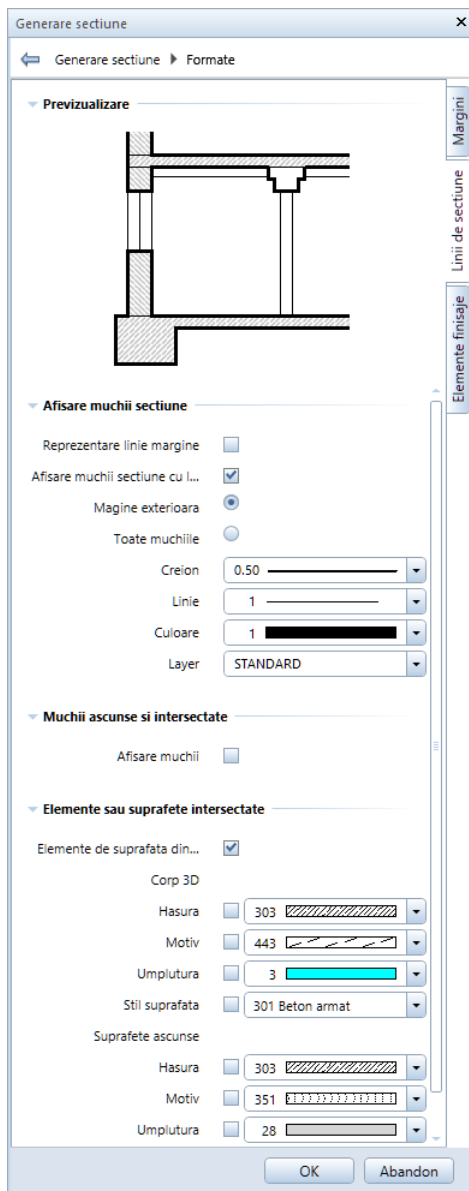 Generare sectiune
Generare sectiune Formate
Previzualizare
Margini
Linii de sectiune
Elemente finisaje
Afisare muchii sectiune
Reprezentare linie margine
Afisare muchii sectiune cu l...
Magine exterioara
Toate muchiile
Creion 0.50
Linie 1
Culoare 1
Layer STANDARD
Muchii ascunse si intersectate
Afisare muchii
Elemente sau suprafete intersectate
Elemente de suprafata din...
Corp 3D
Hasura 303
Motiv 443
Umplutura 3
Stil suprafata 301 Beton armat
Suprafete ascunse
Hasura 303
Motiv 351
Umplutura 28
OK Abandon